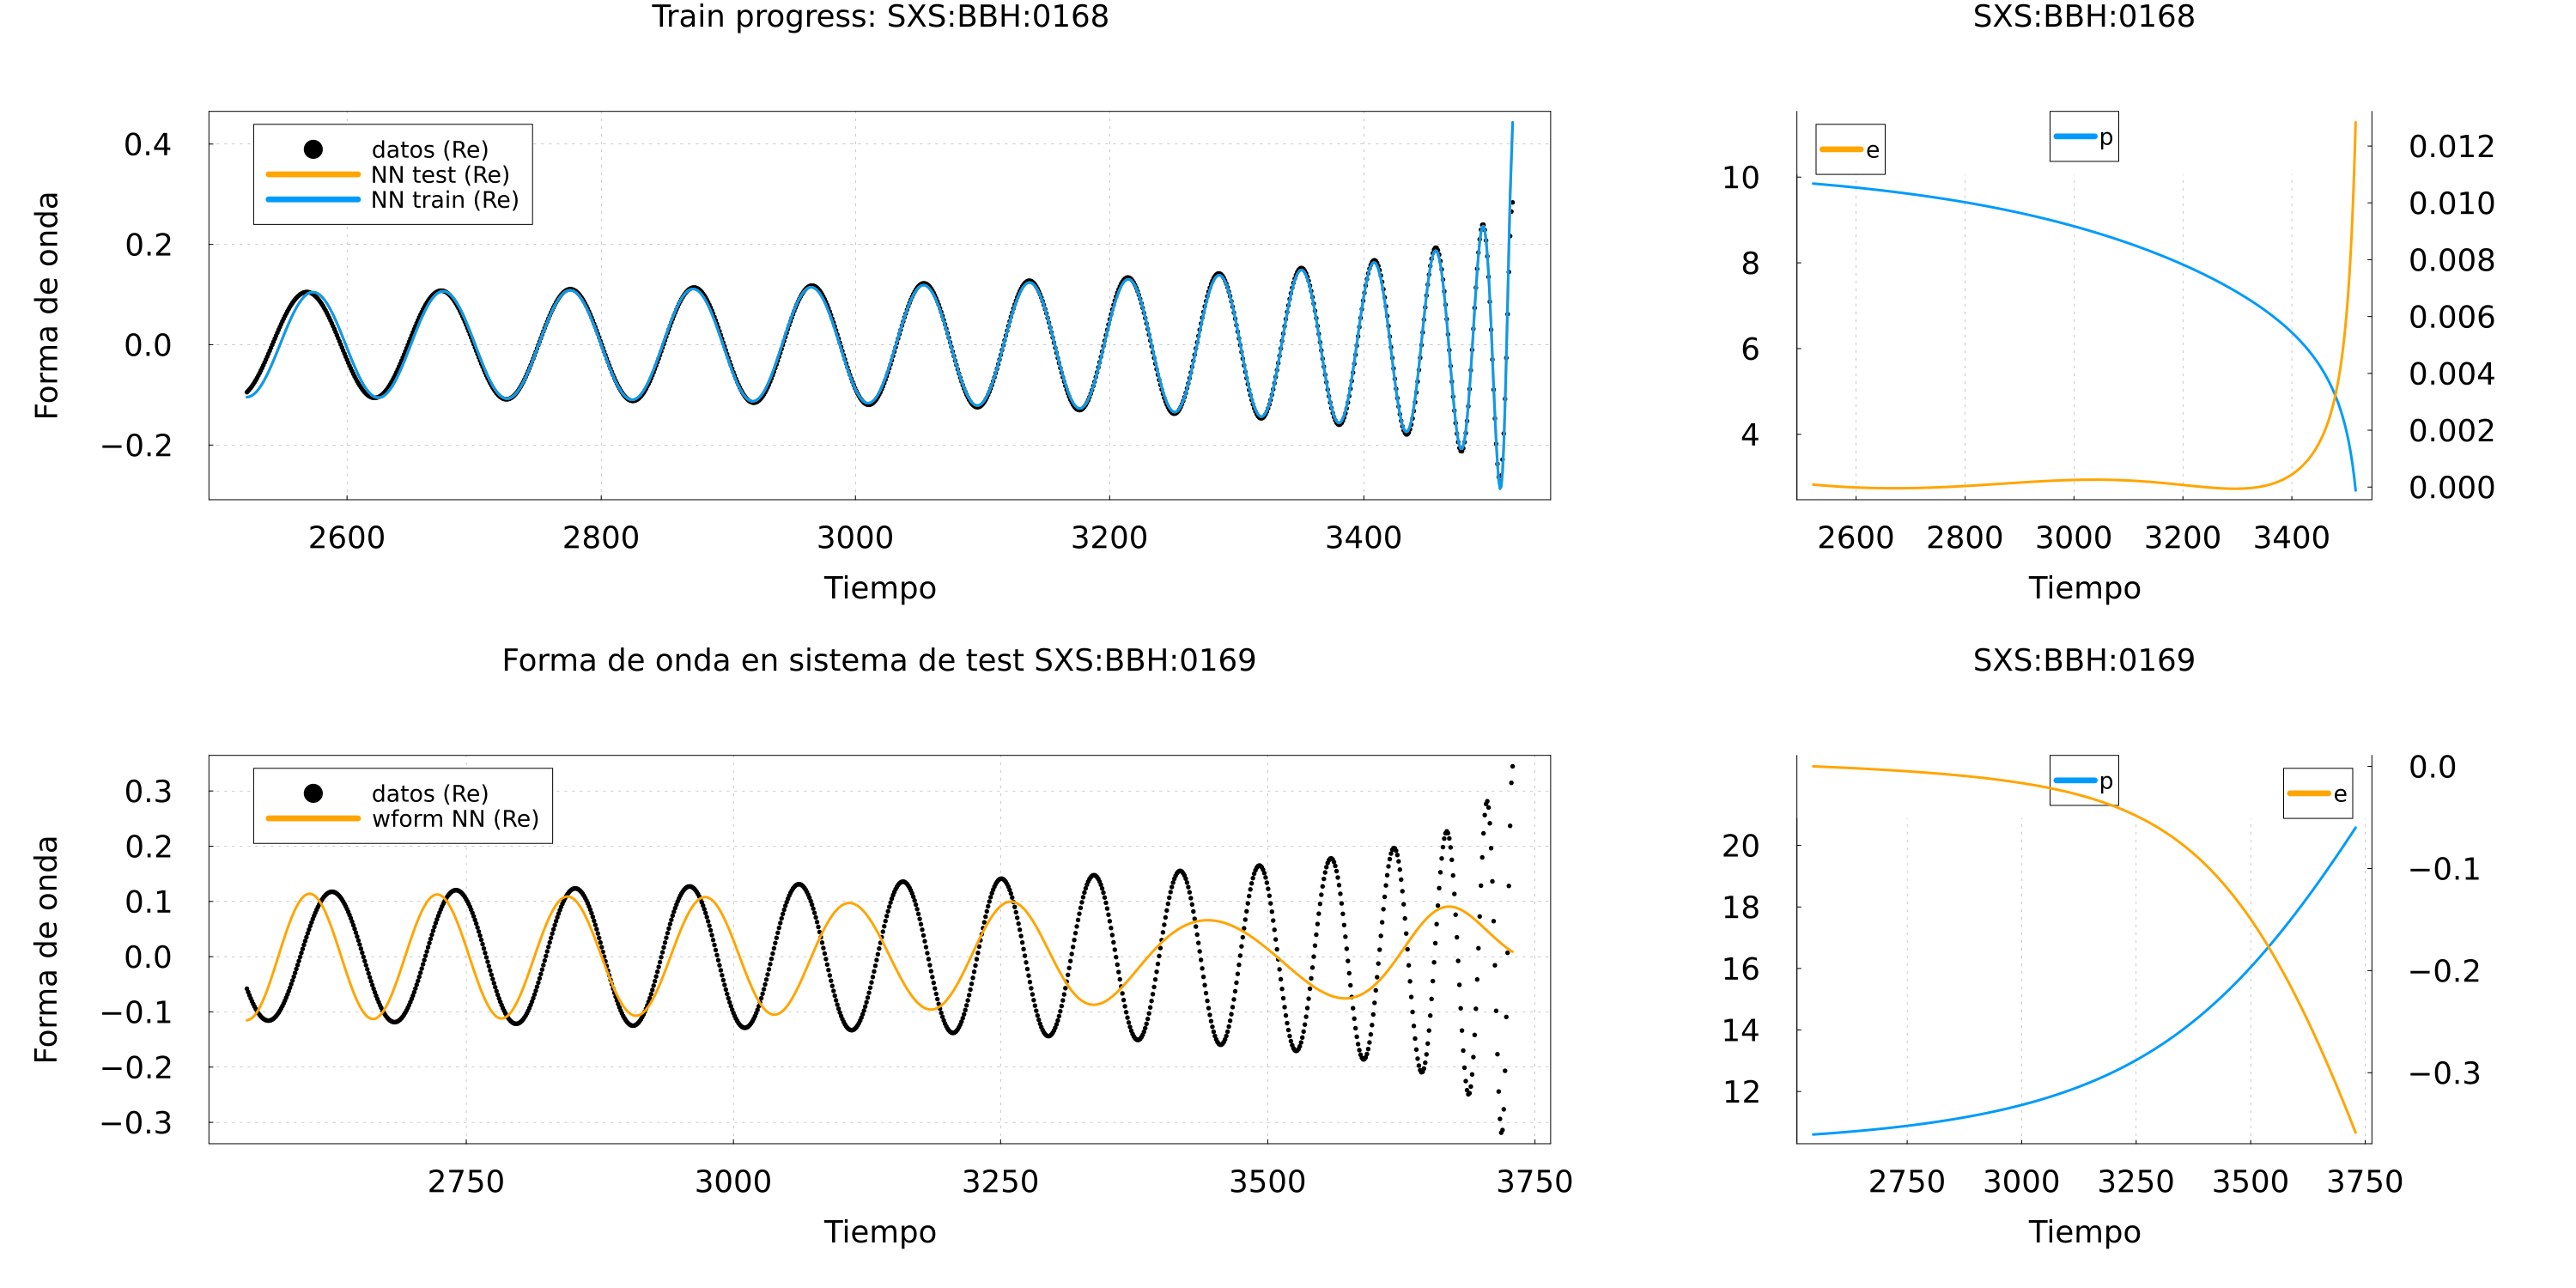 Train progress: SXS:BBH:0168
Forma de onda
0.4
0.2
0.0
−0.2
datos (Re)
NN test (Re)
NN train (Re)
2600 2800 3000 3200 3400
Tiempo
SXS:BBH:0168
10
8
6
4
e
p
0.012
0.010
0.008
0.006
0.004
0.002
0.000
2600 2800 3000 3200 3400
Tiempo
Forma de onda en sistema de test SXS:BBH:0169
Forma de onda
0.3
0.2
0.1
0.0
−0.1
−0.2
−0.3
datos (Re)
wform NN (Re)
2750 3000 3250 3500 3750
Tiempo
SXS:BBH:0169
20
18
16
14
12
p
e
0.0
−0.1
−0.2
−0.3
2750 3000 3250 3500 3750
Tiempo